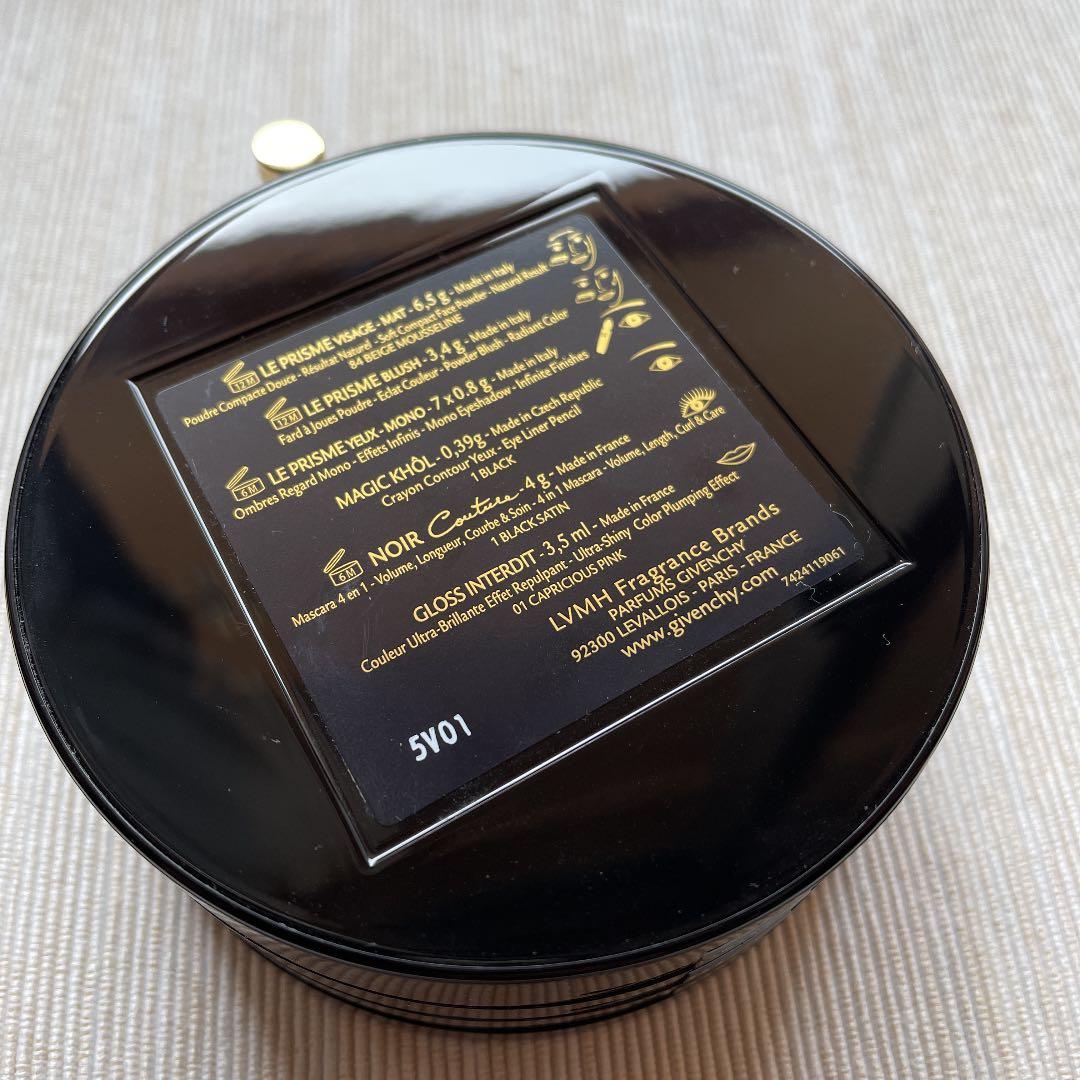 12M LE PRISME VISAGE - MAT - 6,5 g - Made in Italy
Poudre Compacte Douce - Résultat Naturel - Soft Compact Face Powder - Natural Result
84 BEIGE MOUSSELINE
12M LE PRISME BLUSH - 3,4 g - Made in Italy
Fard à Joues Poudre - Eclat Couleur - Powder Blush - Radiant Color
6M LE PRISME YEUX - MONO - 7 x 0.8 g - Made in Italy
Ombres Regard Mono - Effets Infinis - Mono Eyeshadow - Infinite Finishes
MAGIC KHÔL - 0,39g - Made in Czech Republic
Crayon Contour Yeux - Eye Liner Pencil
1 BLACK
6M NOIR Couture - 4 g - Made in France
Mascara 4 en 1 - Volume, Longueur, Courbe & Soin - 4 in 1 Mascara - Volume, Length, Curl & Care
1 BLACK SATIN
GLOSS INTERDIT - 3,5 ml - Made in France
Couleur Ultra-Brillante Effet Repulpant - Ultra-Shiny Color Plumping Effect
01 CAPRICIOUS PINK
LVMH Fragrance Brands
PARFUMS GIVENCHY
92300 LEVALLOIS - PARIS - FRANCE
www.givenchy.com 7424119061
5V01